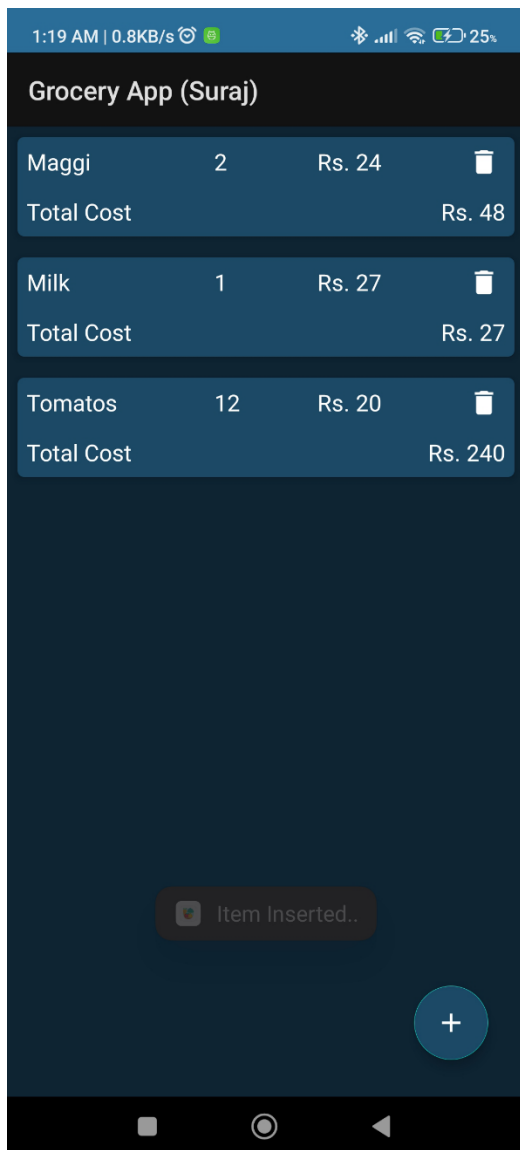 1:19 AM | 0.8KB/s 25%
Grocery App (Suraj)
Maggi 2 Rs. 24
Total Cost Rs. 48
Milk 1 Rs. 27
Total Cost Rs. 27
Tomatos 12 Rs. 20
Total Cost Rs. 240
Item Inserted..
+